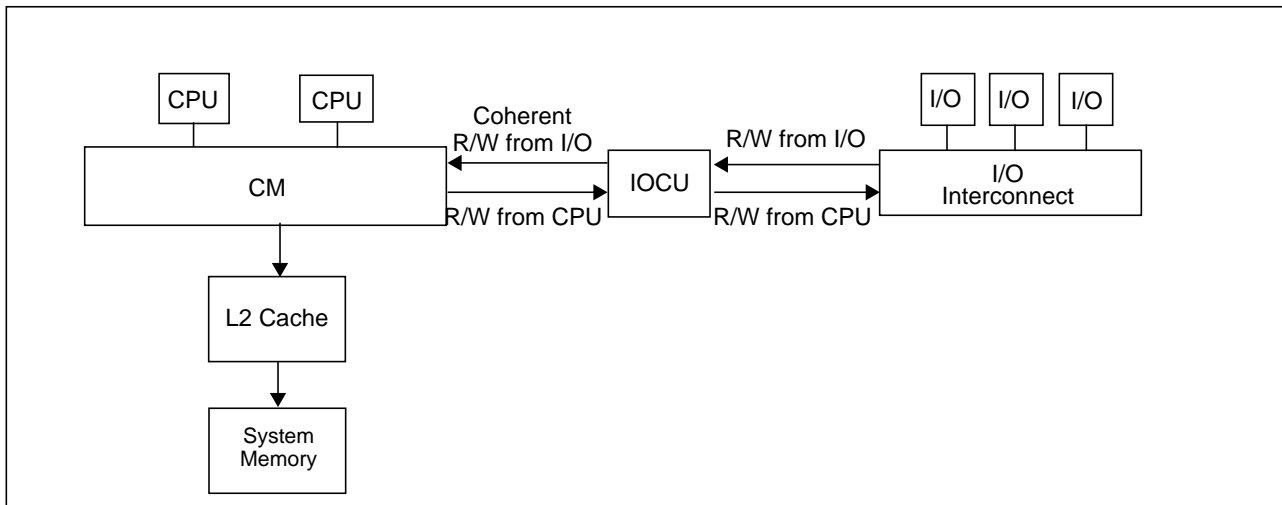 CPU
CPU
I/O
I/O
I/O
Coherent
R/W from I/O
R/W from I/O
CM
IOCU
I/O
Interconnect
R/W from CPU
R/W from CPU
L2 Cache
System
Memory